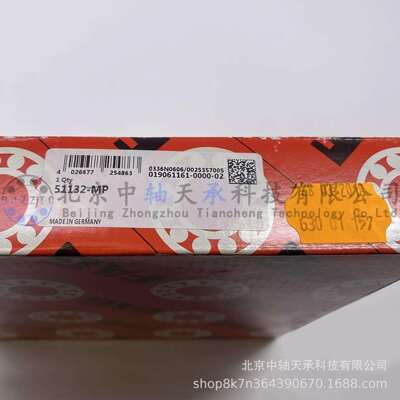 4 026677 254863
0336N0606/0025357005
019061161-0000-02
1 Qty
51132-MP
MADE IN GERMANY
北京中轴天承科技有限公司
Beijing Zhongzhou Tiancheng Technology Co., Ltd.
630 01 157
北京中轴天承科技有限公司
shop8k7n364390670.1688.com